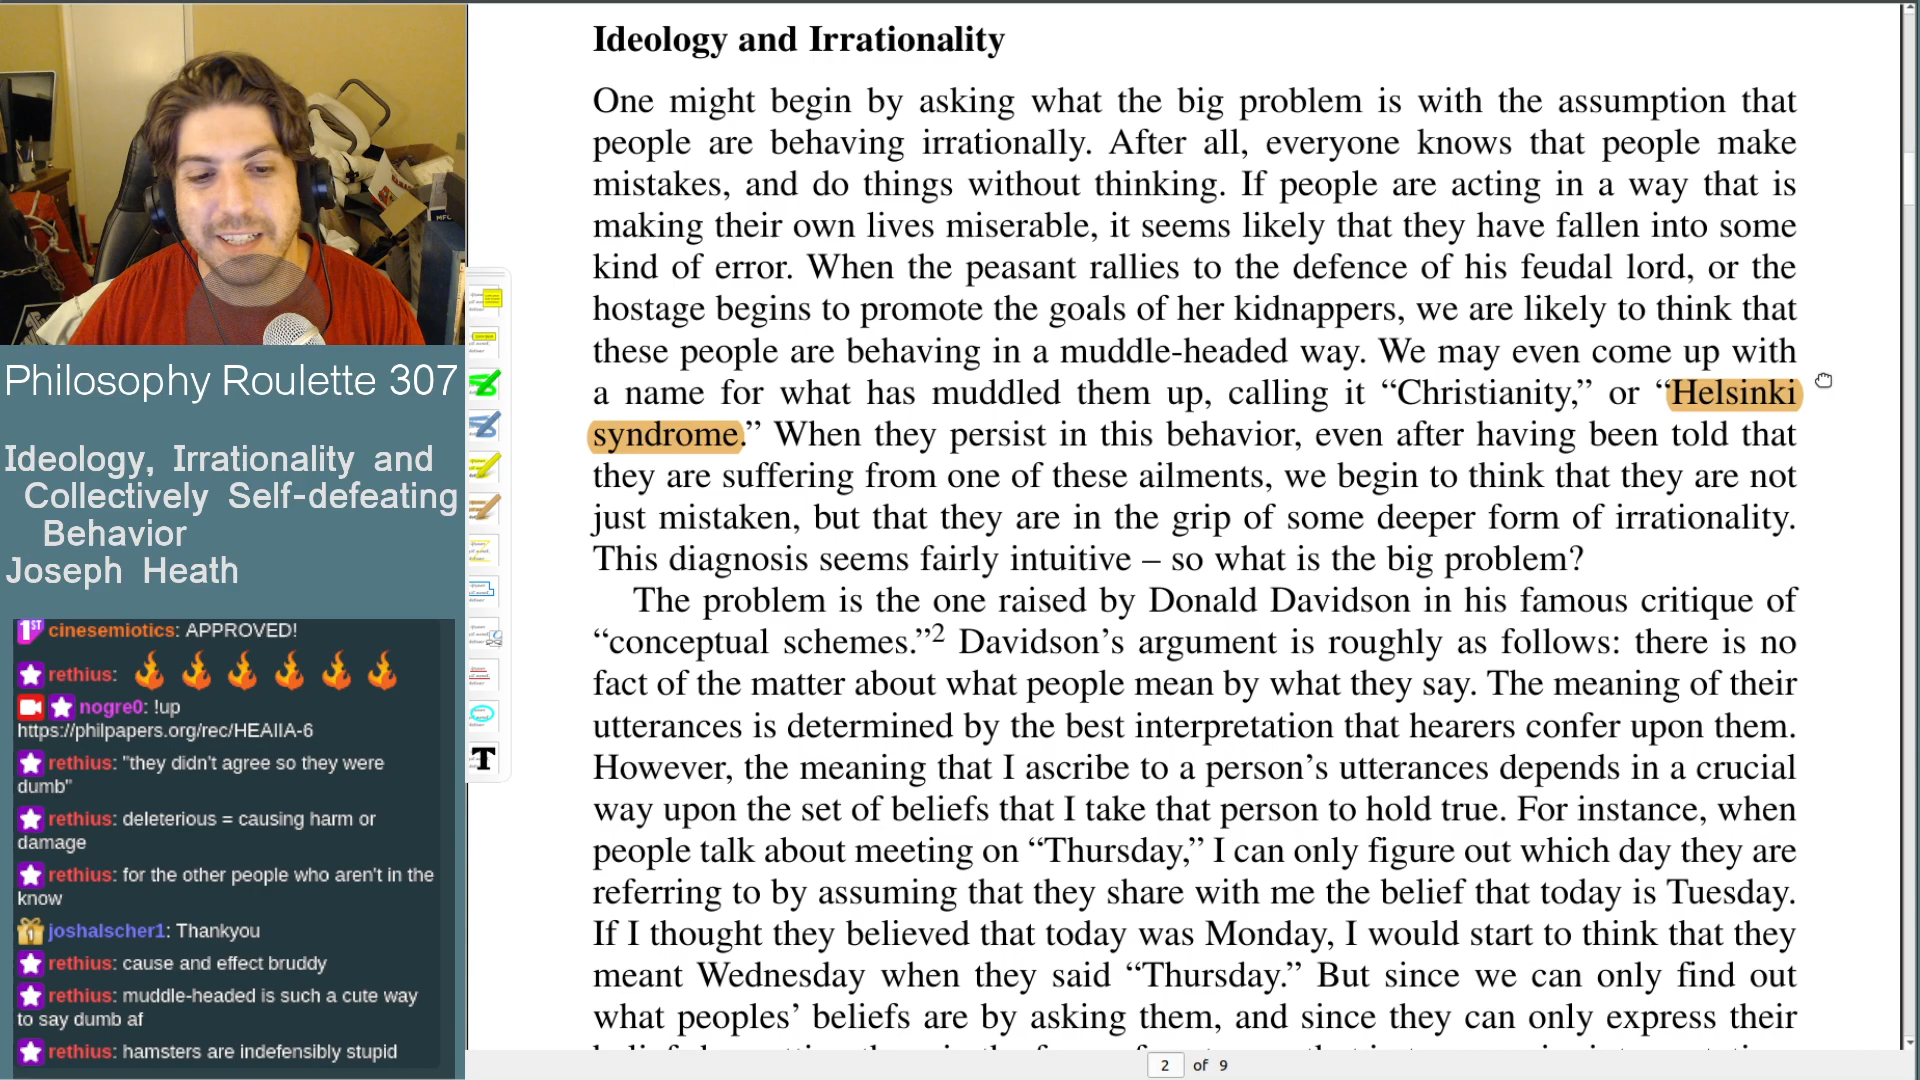 Ideology and Irrationality
One might begin by asking what the big problem is with the assumption that
people are behaving irrationally. After all, everyone knows that people make
mistakes, and do things without thinking. If people are acting in a way that is
making their own lives miserable, it seems likely that they have fallen into some
kind of error. When the peasant rallies to the defence of his feudal lord, or the
hostage begins to promote the goals of her kidnappers, we are likely to think that
these people are behaving in a muddle-headed way. We may even come up with
a name for what has muddled them up, calling it “Christianity,” or “Helsinki
syndrome.” When they persist in this behavior, even after having been told that
they are suffering from one of these ailments, we begin to think that they are not
just mistaken, but that they are in the grip of some deeper form of irrationality.
This diagnosis seems fairly intuitive – so what is the big problem?
The problem is the one raised by Donald Davidson in his famous critique of
“conceptual schemes.”2 Davidson’s argument is roughly as follows: there is no
fact of the matter about what people mean by what they say. The meaning of their
utterances is determined by the best interpretation that hearers confer upon them.
However, the meaning that I ascribe to a person’s utterances depends in a crucial
way upon the set of beliefs that I take that person to hold true. For instance, when
people talk about meeting on “Thursday,” I can only figure out which day they are
referring to by assuming that they share with me the belief that today is Tuesday.
If I thought they believed that today was Monday, I would start to think that they
meant Wednesday when they said “Thursday.” But since we can only find out
what peoples’ beliefs are by asking them, and since they can only express their
2 of 9
Philosophy Roulette 307
Ideology, Irrationality and
Collectively Self-defeating
Behavior
Joseph Heath
1ST cinesemiotics: APPROVED!
rethius:
nogre0: !up
https://philpapers.org/rec/HEAIIA-6
rethius: "they didn't agree so they were
dumb"
rethius: deleterious = causing harm or
damage
rethius: for the other people who aren't in the
know
1 joshalscher1: Thankyou
rethius: cause and effect bruddy
rethius: muddle-headed is such a cute way
to say dumb af
rethius: hamsters are indefensibly stupid
T